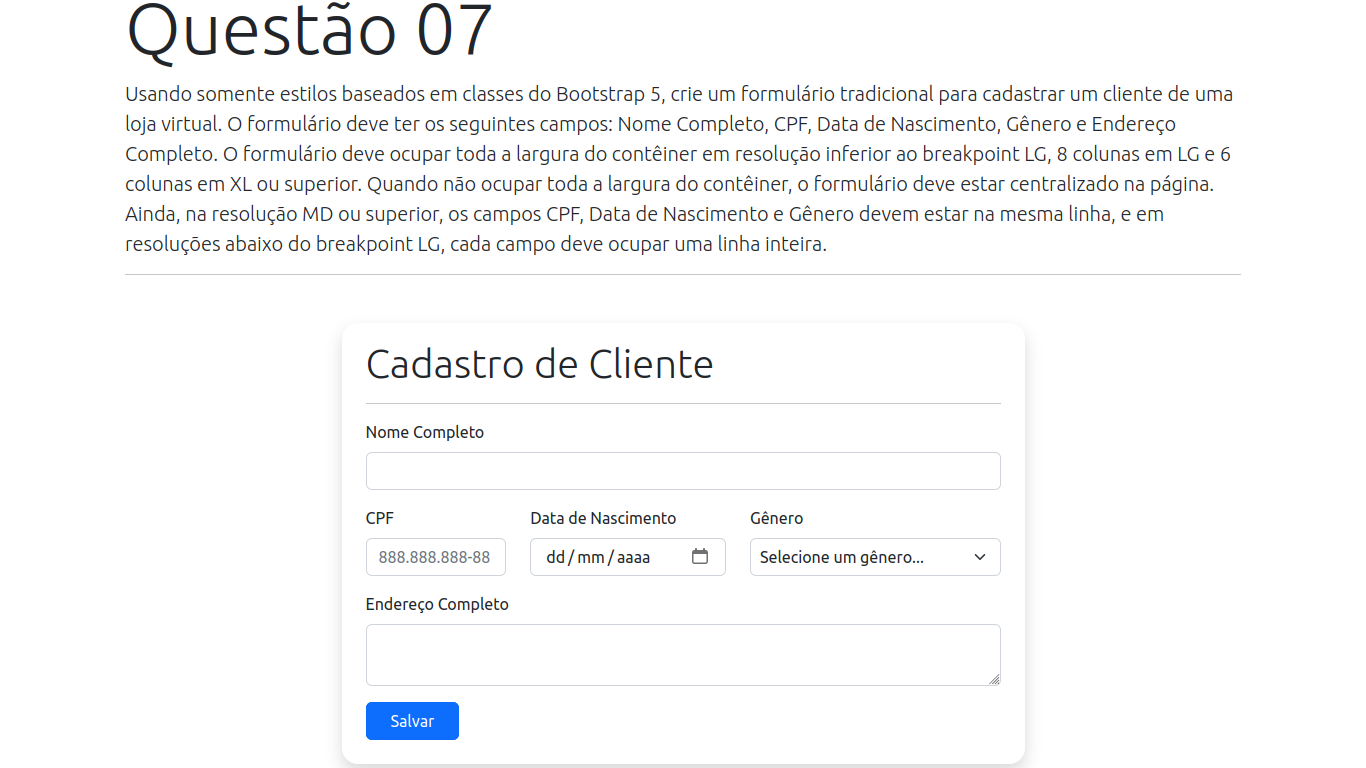 Questão 07
Usando somente estilos baseados em classes do Bootstrap 5, crie um formulário tradicional para cadastrar um cliente de uma
loja virtual. O formulário deve ter os seguintes campos: Nome Completo, CPF, Data de Nascimento, Gênero e Endereço
Completo. O formulário deve ocupar toda a largura do contêiner em resolução inferior ao breakpoint LG, 8 colunas em LG e 6
colunas em XL ou superior. Quando não ocupar toda a largura do contêiner, o formulário deve estar centralizado na página.
Ainda, na resolução MD ou superior, os campos CPF, Data de Nascimento e Gênero devem estar na mesma linha, e em
resoluções abaixo do breakpoint LG, cada campo deve ocupar uma linha inteira.
Cadastro de Cliente
Nome Completo
CPF Data de Nascimento Gênero
888.888.888-88 dd/mm/aaaa Selecione um gênero...
Endereço Completo
Salvar